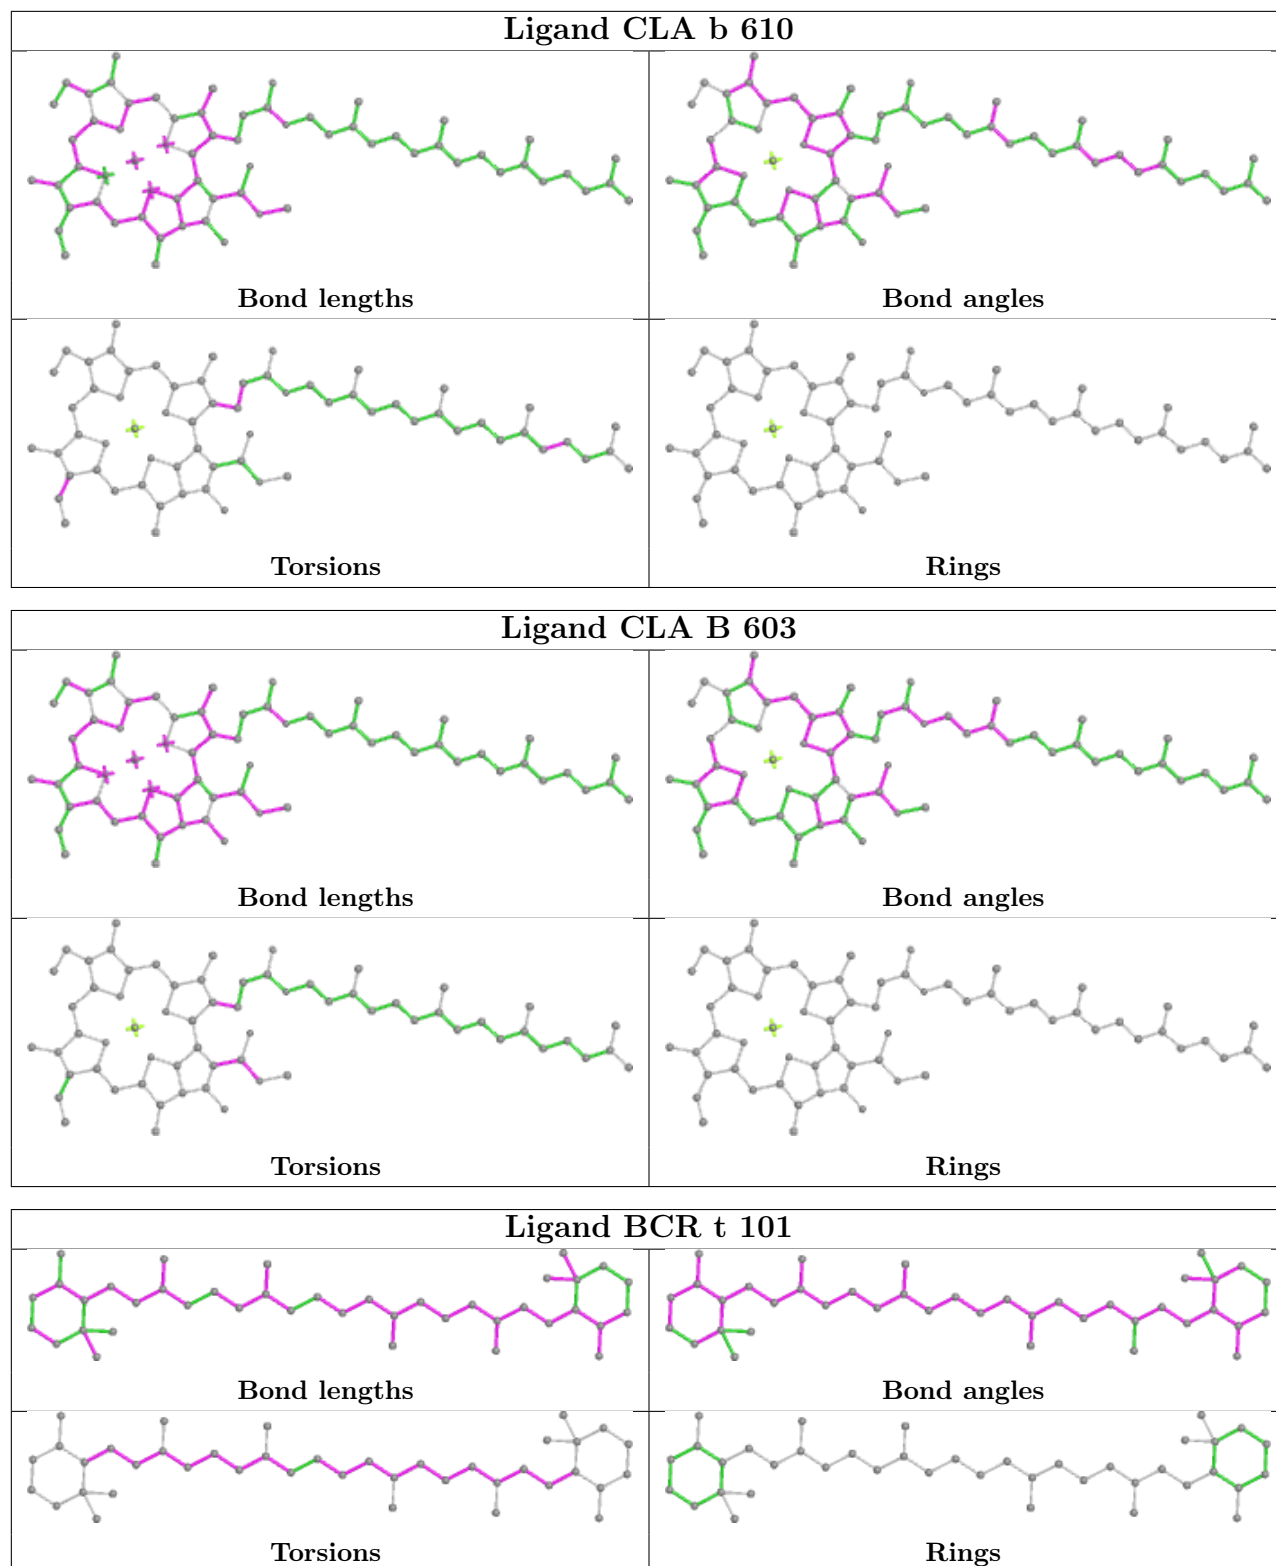 Ligand CLA b 610
Bond lengths
Bond angles
Torsions
Rings
Ligand CLA B 603
Bond lengths
Bond angles
Torsions
Rings
Ligand BCR t 101
Bond lengths
Bond angles
Torsions
Rings